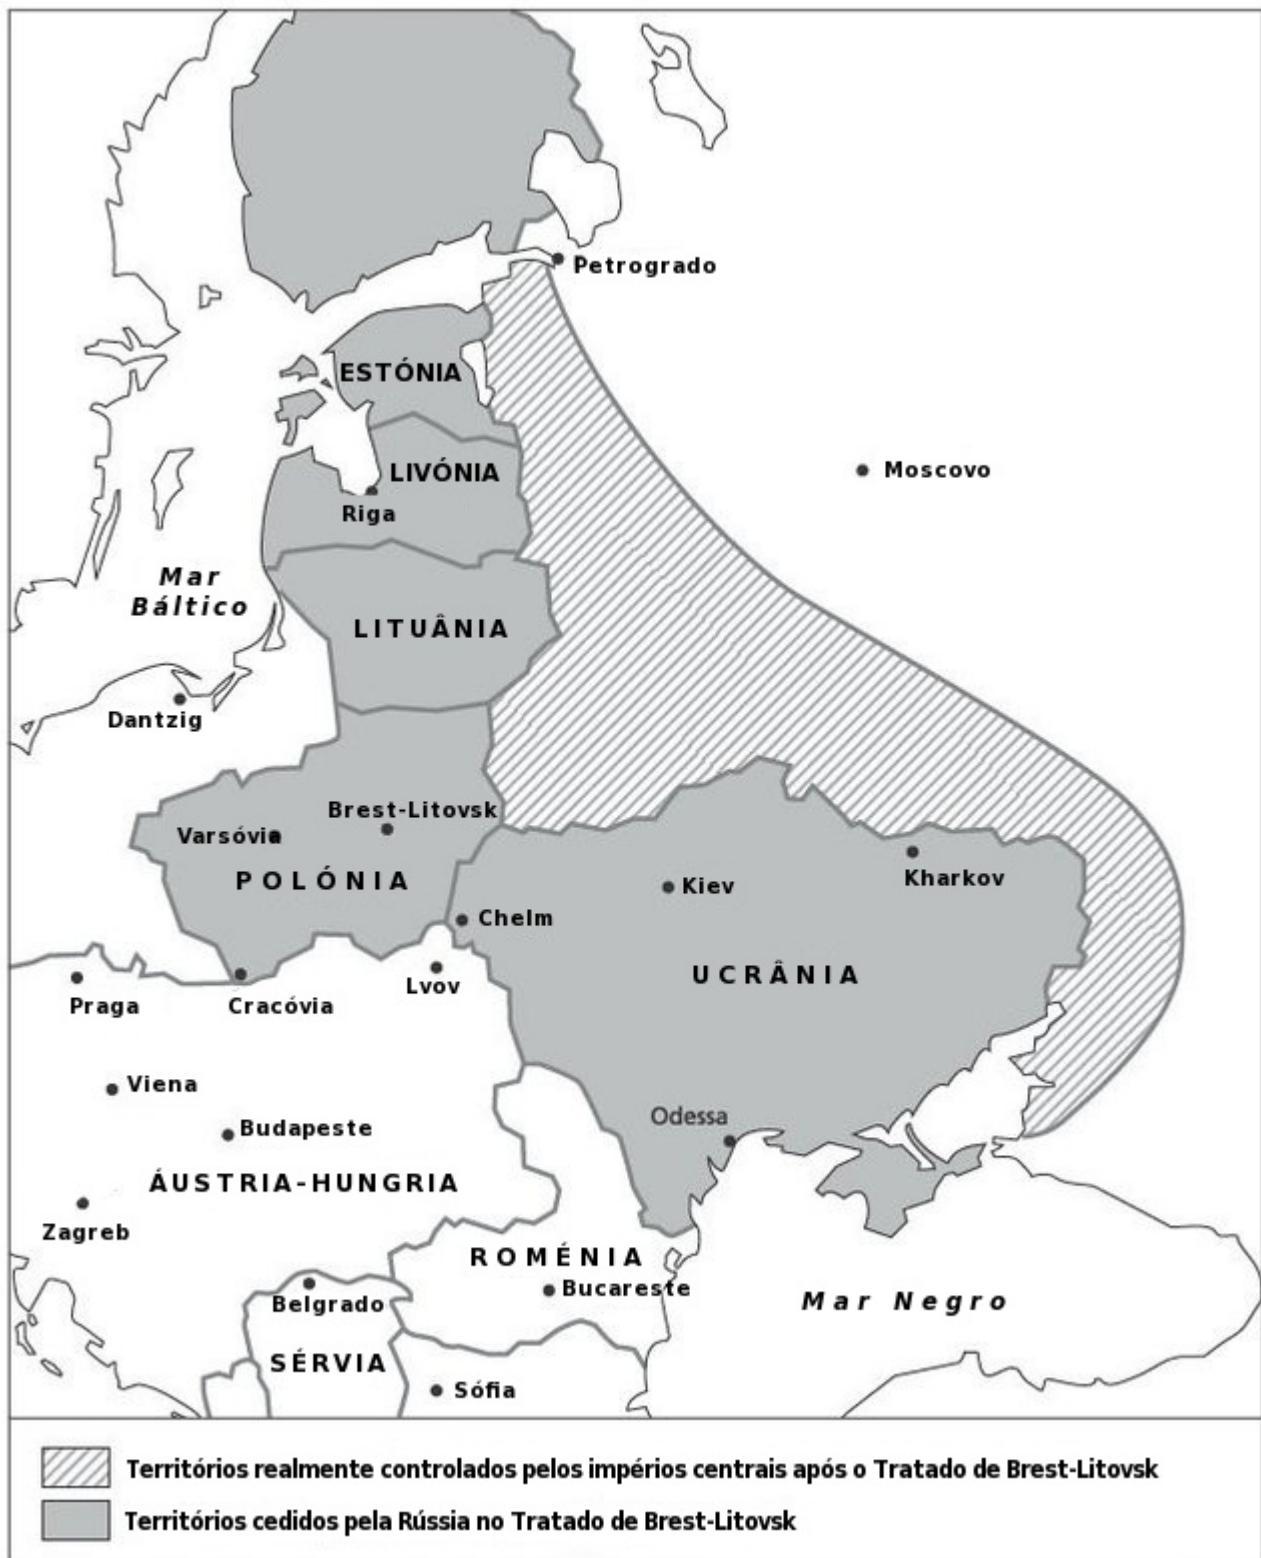 Petrogrado
ESTÓNIA
Moscovo
LIVÓNIA
Riga
Mar
Báltico
LITUÂNIA
Dantzig
Brest-Litovsk
Varsóvia
POLÓNIA
Kharkov
Kiev
Chelm
UCRÂNIA
Lvov
Praga
Cracóvia
Viena
Odessa
Budapeste
ÁUSTRIA-HUNGRIA
Zagreb
ROMÉNIA
Bucareste
Mar Negro
Belgrado
SÉRVIA
Sófia
Territórios realmente controlados pelos impérios centrais após o Tratado de Brest-Litovsk
Territórios cedidos pela Rússia no Tratado de Brest-Litovsk